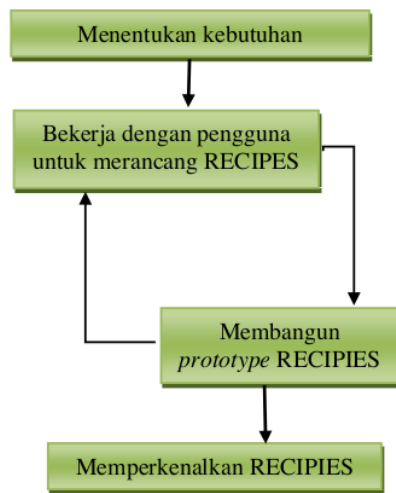 Menentukan kebutuhan
Bekerja dengan pengguna
untuk merancang RECIPES
Membangun
prototype RECIPIES
Memperkenalkan RECIPIES